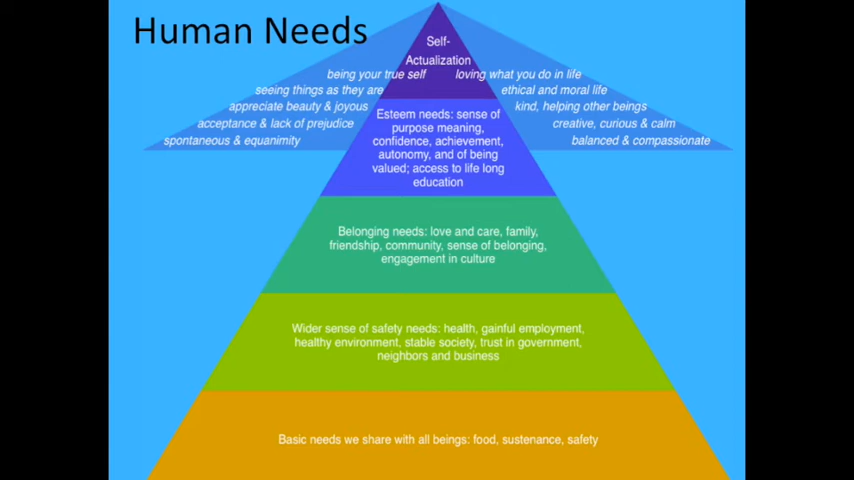 Human Needs
Self-
Actualization
being your true self
loving what you do in life
seeing things as they are
ethical and moral life
appreciate beauty & joyous
kind, helping other beings
acceptance & lack of prejudice
creative, curious & calm
spontaneous & equanimity
balanced & compassionate
Esteem needs: sense of
purpose meaning,
confidence, achievement,
autonomy, and of being
valued; access to life long
education
Belonging needs: love and care, family,
friendship, community, sense of belonging,
engagement in culture
Wider sense of safety needs: health, gainful employment,
healthy environment, stable society, trust in government,
neighbors and business
Basic needs we share with all beings: food, sustenance, safety